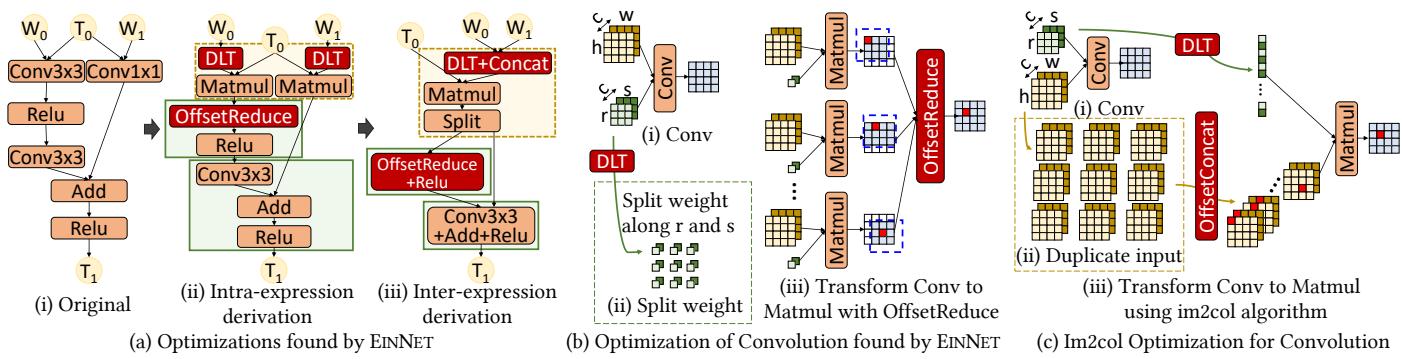 W0 T0 W1
Conv3x3 Conv1x1
Relu
Conv3x3
Add
Relu
T1
(i) Original
W0 T0 W1
DLT DLT
Matmul Matmul
OffsetReduce
Relu
Conv3x3
Add
Relu
T1
(ii) Intra-expression
derivation
T0 W0 W1
DLT+Concat
Matmul
Split
OffsetReduce
+Relu
Conv3x3
+Add+Relu
T1
(iii) Inter-expression
derivation
(a) Optimizations found by EINNET
c w
h
c s
r
Conv
(i) Conv
DLT
Split weight
along r and s
(ii) Split weight
Matmul
Matmul
Matmul
OffsetReduce
(iii) Transform Conv to
Matmul with OffsetReduce
(b) Optimization of Convolution found by EINNET
c s
r
c w
h
Conv
(i) Conv
DLT
(ii) Duplicate input
OffsetConcat
Matmul
(iii) Transform Conv to Matmul
using im2col algorithm
(c) Im2col Optimization for Convolution